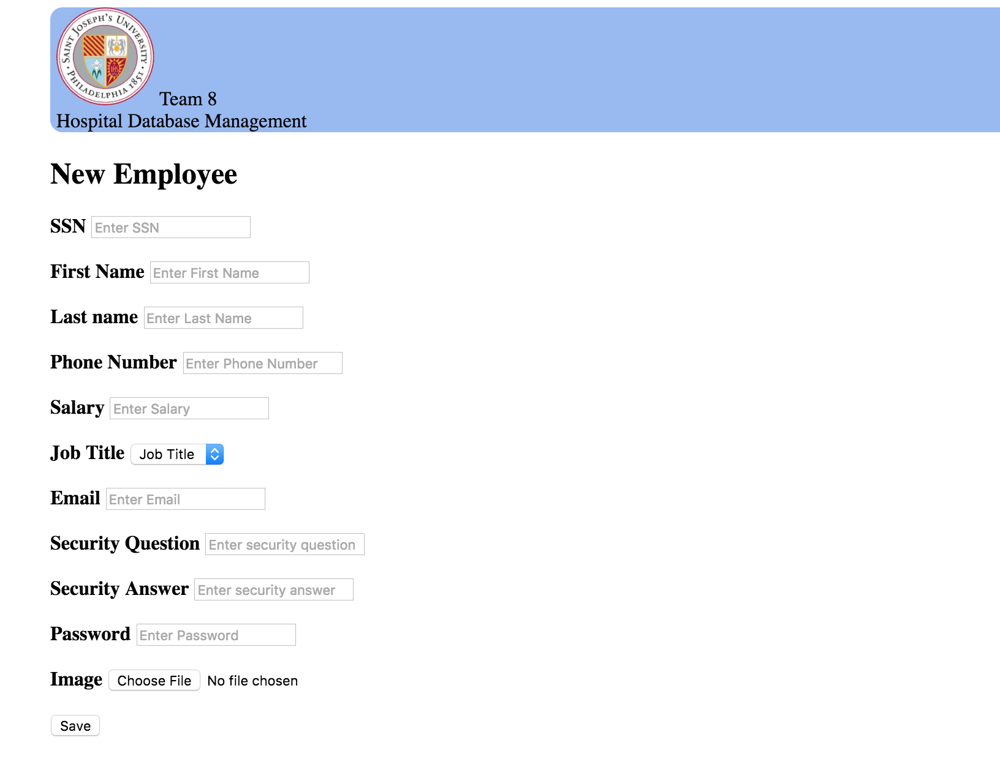 SAINT JOSEPH'S UNIVERSITY
PHILADELPHIA 1851
IHS
Team 8
Hospital Database Management
New Employee
SSN Enter SSN
First Name Enter First Name
Last name Enter Last Name
Phone Number Enter Phone Number
Salary Enter Salary
Job Title Job Title
Email Enter Email
Security Question Enter security question
Security Answer Enter security answer
Password Enter Password
Image Choose File No file chosen
Save